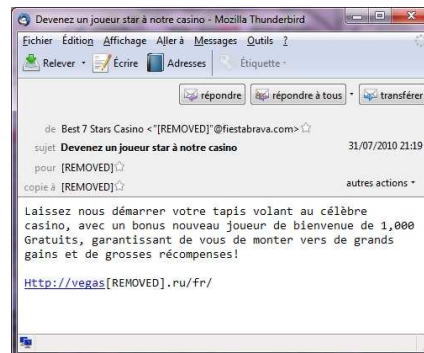 Devenez un joueur star à notre casino - Mozilla Thunderbird
Fichier Édition Affichage Aller à Messages Outils ?
Relever Écrire Adresses Étiquette
répondre répondre à tous transférer
de Best 7 Stars Casino <"[REMOVED]"@fiestabrava.com>
sujet Devenez un joueur star à notre casino 31/07/2010 21:19
pour [REMOVED]
copie à [REMOVED] autres actions
Laissez nous démarrer votre tapis volant au célèbre
casino, avec un bonus nouveau joueur de bienvenue de 1,000
Gratuits, garantissant de vous de monter vers de grands
gains et de grosses récompenses!
Http://vegas[REMOVED].ru/fr/